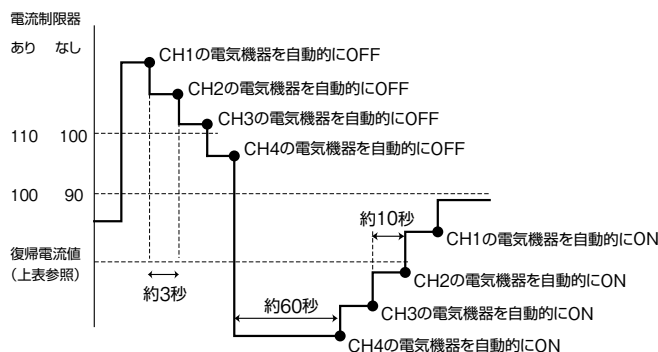 電流制限器
あり なし
CH1の電気機器を自動的にOFF
CH2の電気機器を自動的にOFF
CH3の電気機器を自動的にOFF
110 100
CH4の電気機器を自動的にOFF
100 90
約10秒
CH1の電気機器を自動的にON
復帰電流値
(上表参照)
CH2の電気機器を自動的にON
約3秒
約60秒
CH3の電気機器を自動的にON
CH4の電気機器を自動的にON